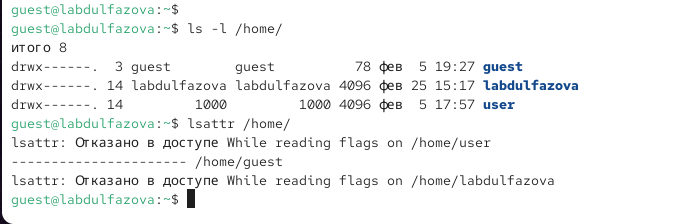 guest@labdulfazova:~$
guest@labdulfazova:~$ ls -l /home/
итого 8
drwx------.  3 guest       guest         78 фев  5 19:27 guest
drwx------. 14 labdulfazova labdulfazova 4096 фев 25 15:17 labdulfazova
drwx------. 14         1000         1000 4096 фев  5 17:57 user
guest@labdulfazova:~$ lsattr /home/
lsattr: Отказано в доступе While reading flags on /home/user
---------------------- /home/guest
lsattr: Отказано в доступе While reading flags on /home/labdulfazova
guest@labdulfazova:~$